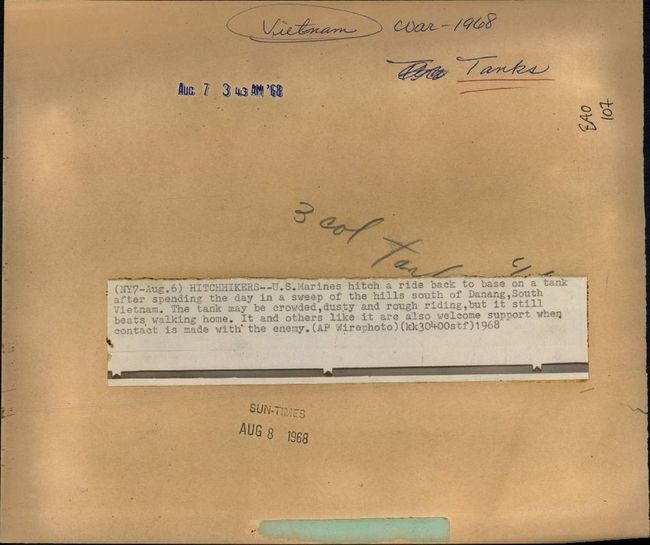 Vietnam War-1968
Tanks
Aug 7 3 43 AM '68
EAO
107
3 col
(NY7-Aug.6) HITCHHIKERS--U.S.Marines hitch a ride back to base on a tank
after spending the day in a sweep of the hills south of Danang,South
Vietnam. The tank may be crowded,dusty and rough riding,but it still
beats walking home. It and others like it are also welcome support when
contact is made with the enemy.(AP Wirephoto)(kk30400stf)1968
SUN-TIMES
AUG 8 1968